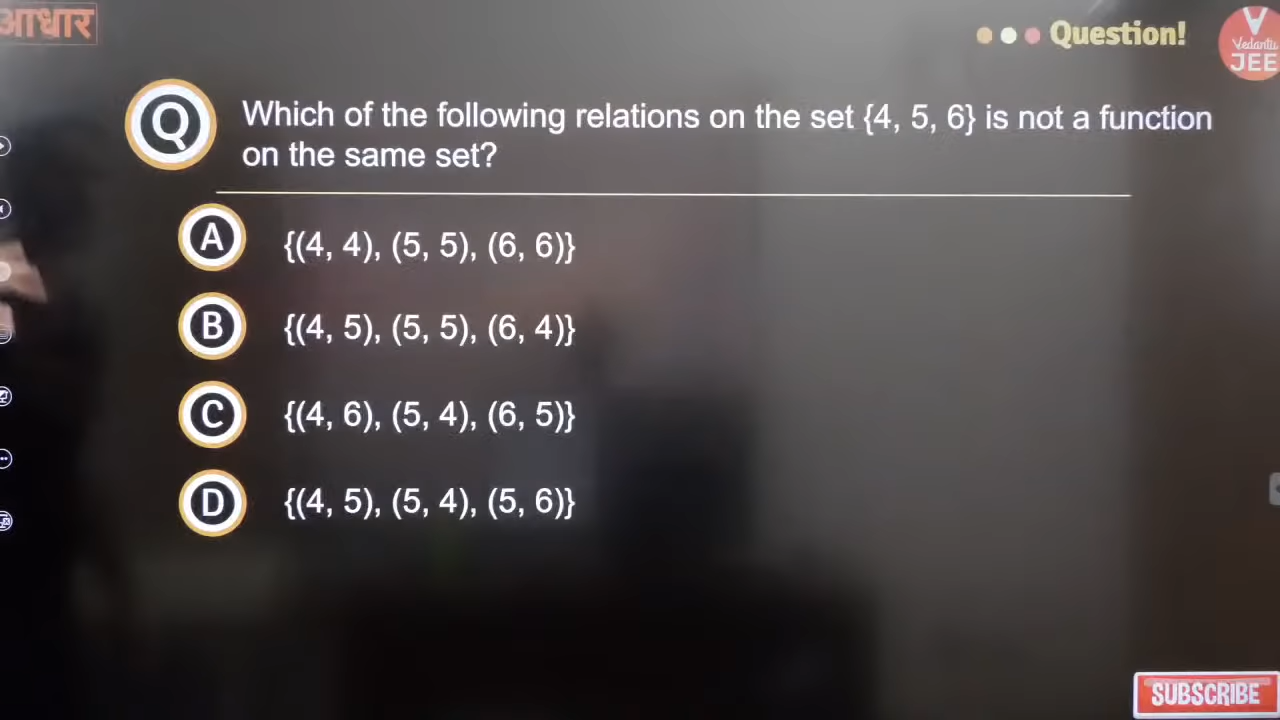 आधार
Question!
Vedantu
JEE
Q
Which of the following relations on the set {4, 5, 6} is not a function
on the same set?
A {(4, 4), (5, 5), (6, 6)}
B {(4, 5), (5, 5), (6, 4)}
C {(4, 6), (5, 4), (6, 5)}
D {(4, 5), (5, 4), (5, 6)}
SUBSCRIBE